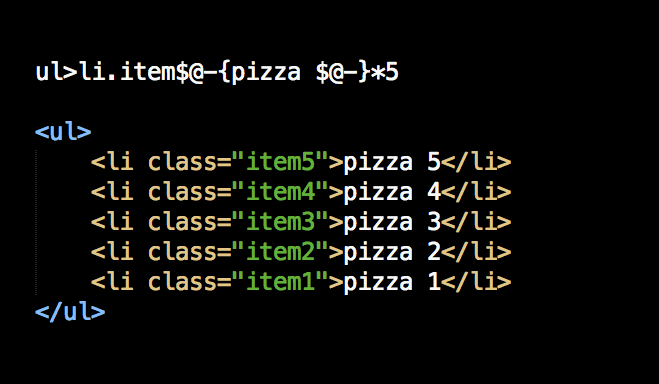 ul>li.item$@-{pizza $@-}*5
<ul>
<li class="item5">pizza 5</li>
<li class="item4">pizza 4</li>
<li class="item3">pizza 3</li>
<li class="item2">pizza 2</li>
<li class="item1">pizza 1</li>
</ul>